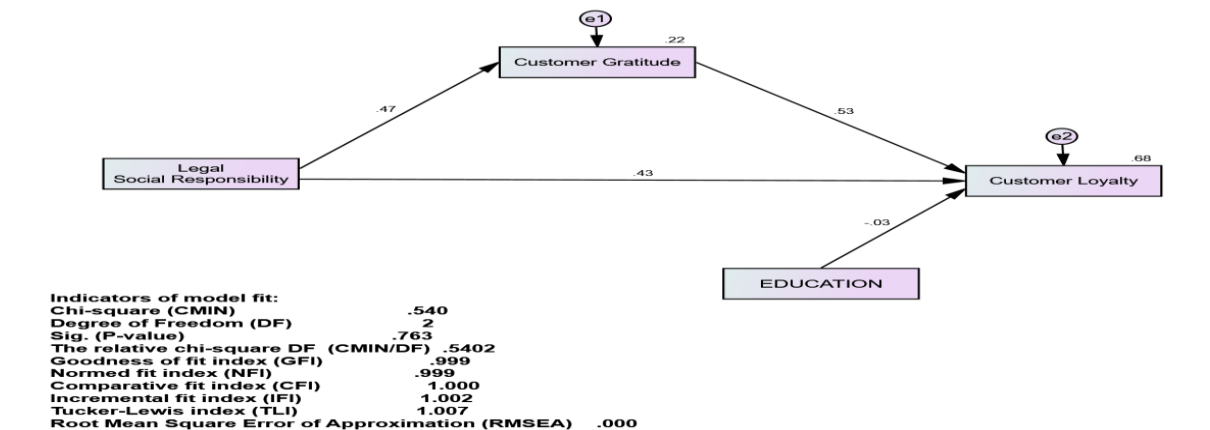 e1
.22
Customer Gratitude
.47
.53
e2
.68
Legal
Social Responsibility
.43
Customer Loyalty
-.03
EDUCATION
Indicators of model fit:
Chi-square (CMIN) .540
Degree of Freedom (DF) 2
Sig. (P-value) .763
The relative chi-square DF (CMIN/DF) .5402
Goodness of fit index (GFI) .999
Normed fit index (NFI) .999
Comparative fit index (CFI) 1.000
Incremental fit index (IFI) 1.002
Tucker-Lewis index (TLI) 1.007
Root Mean Square Error of Approximation (RMSEA) .000